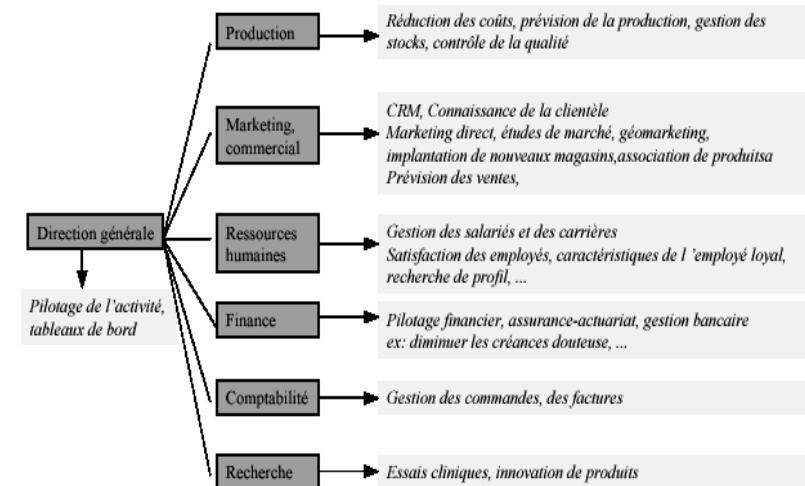 Production
Réduction des coûts, prévision de la production, gestion des
stocks, contrôle de la qualité
Marketing,
commercial
CRM, Connaissance de la clientèle
Marketing direct, études de marché, géomarketing,
implantation de nouveaux magasins,association de produitsa
Prévision des ventes,
Direction générale
Pilotage de l’activité,
tableaux de bord
Ressources
humaines
Gestion des salariés et des carrières
Satisfaction des employés, caractéristiques de l ’employé loyal,
recherche de profil, ...
Finance
Pilotage financier, assurance-actuariat, gestion bancaire
ex: diminuer les créances douteuse, ...
Comptabilité
Gestion des commandes, des factures
Recherche
Essais cliniques, innovation de produits